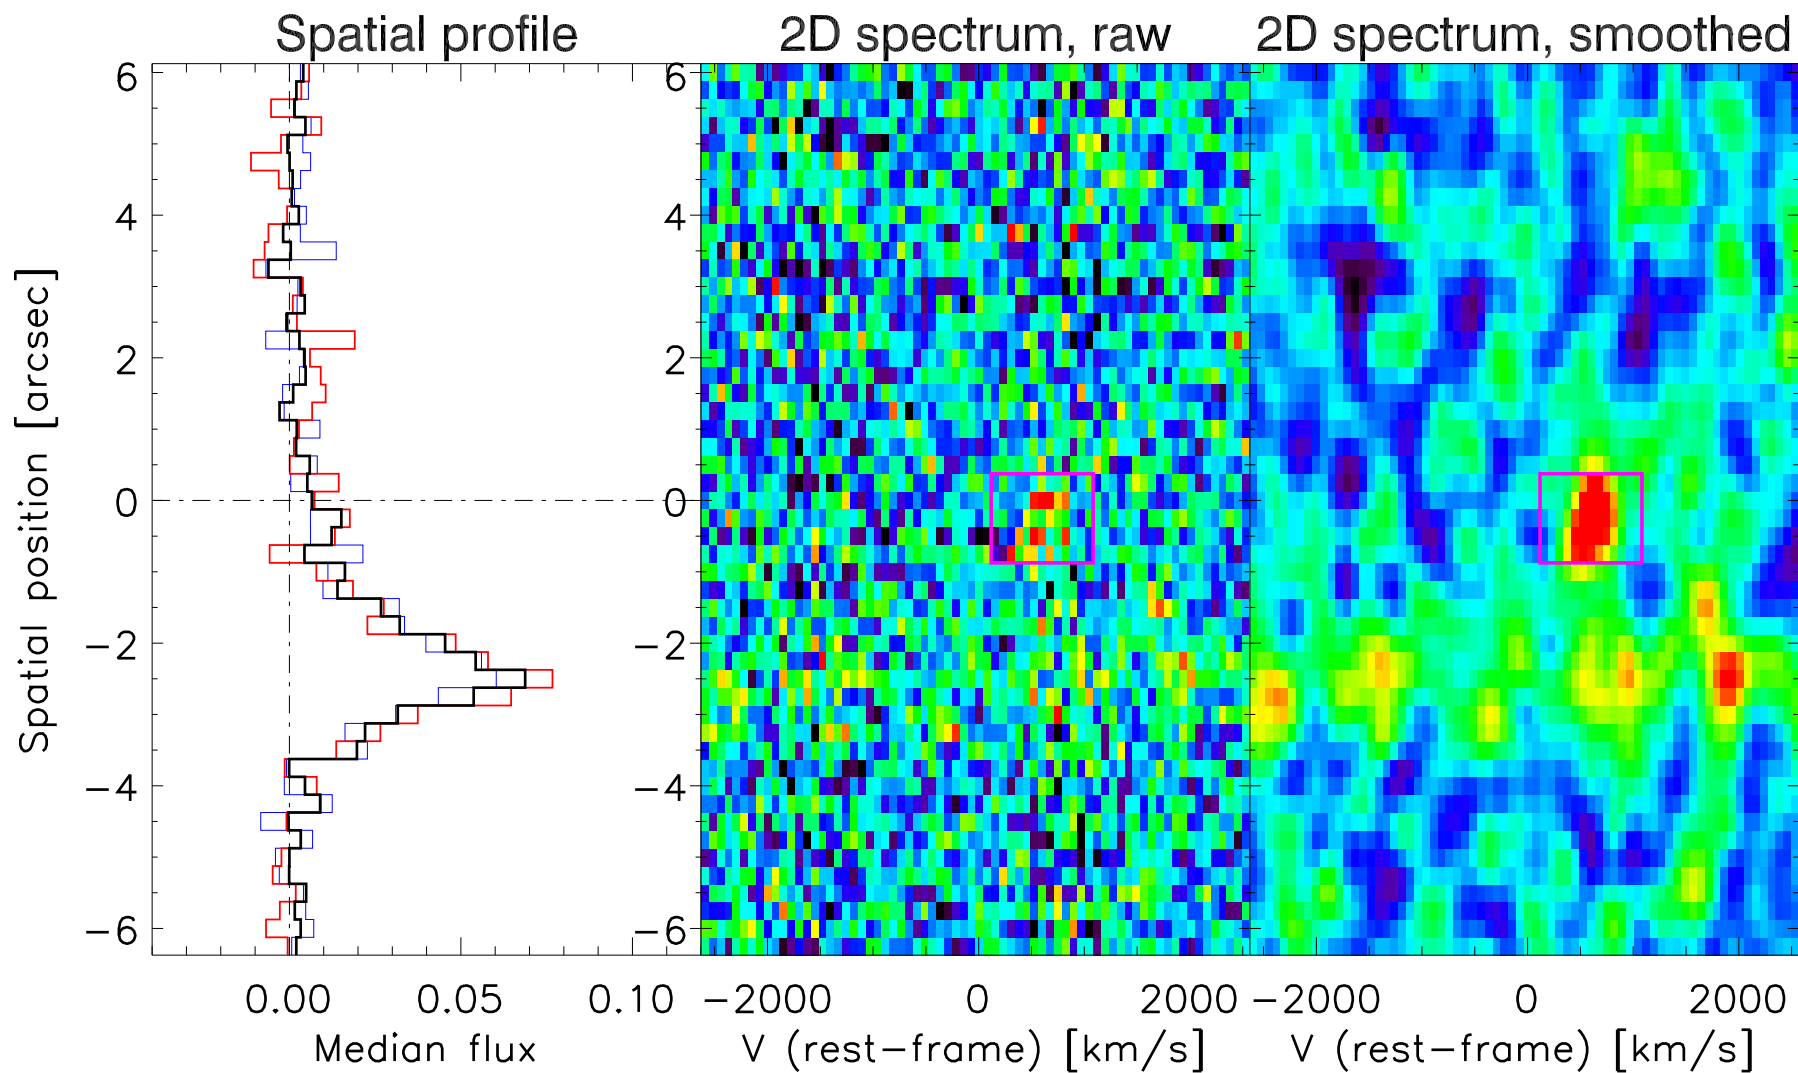 Spatial profile
2D spectrum, raw
2D spectrum, smoothed
Spatial position [arcsec]
6
4
2
0
−2
−4
−6
6
4
2
0
−2
−4
−6
0.00 0.05 0.10
−2000 0 2000
−2000 0 2000
Median flux
V (rest−frame) [km/s]
V (rest−frame) [km/s]